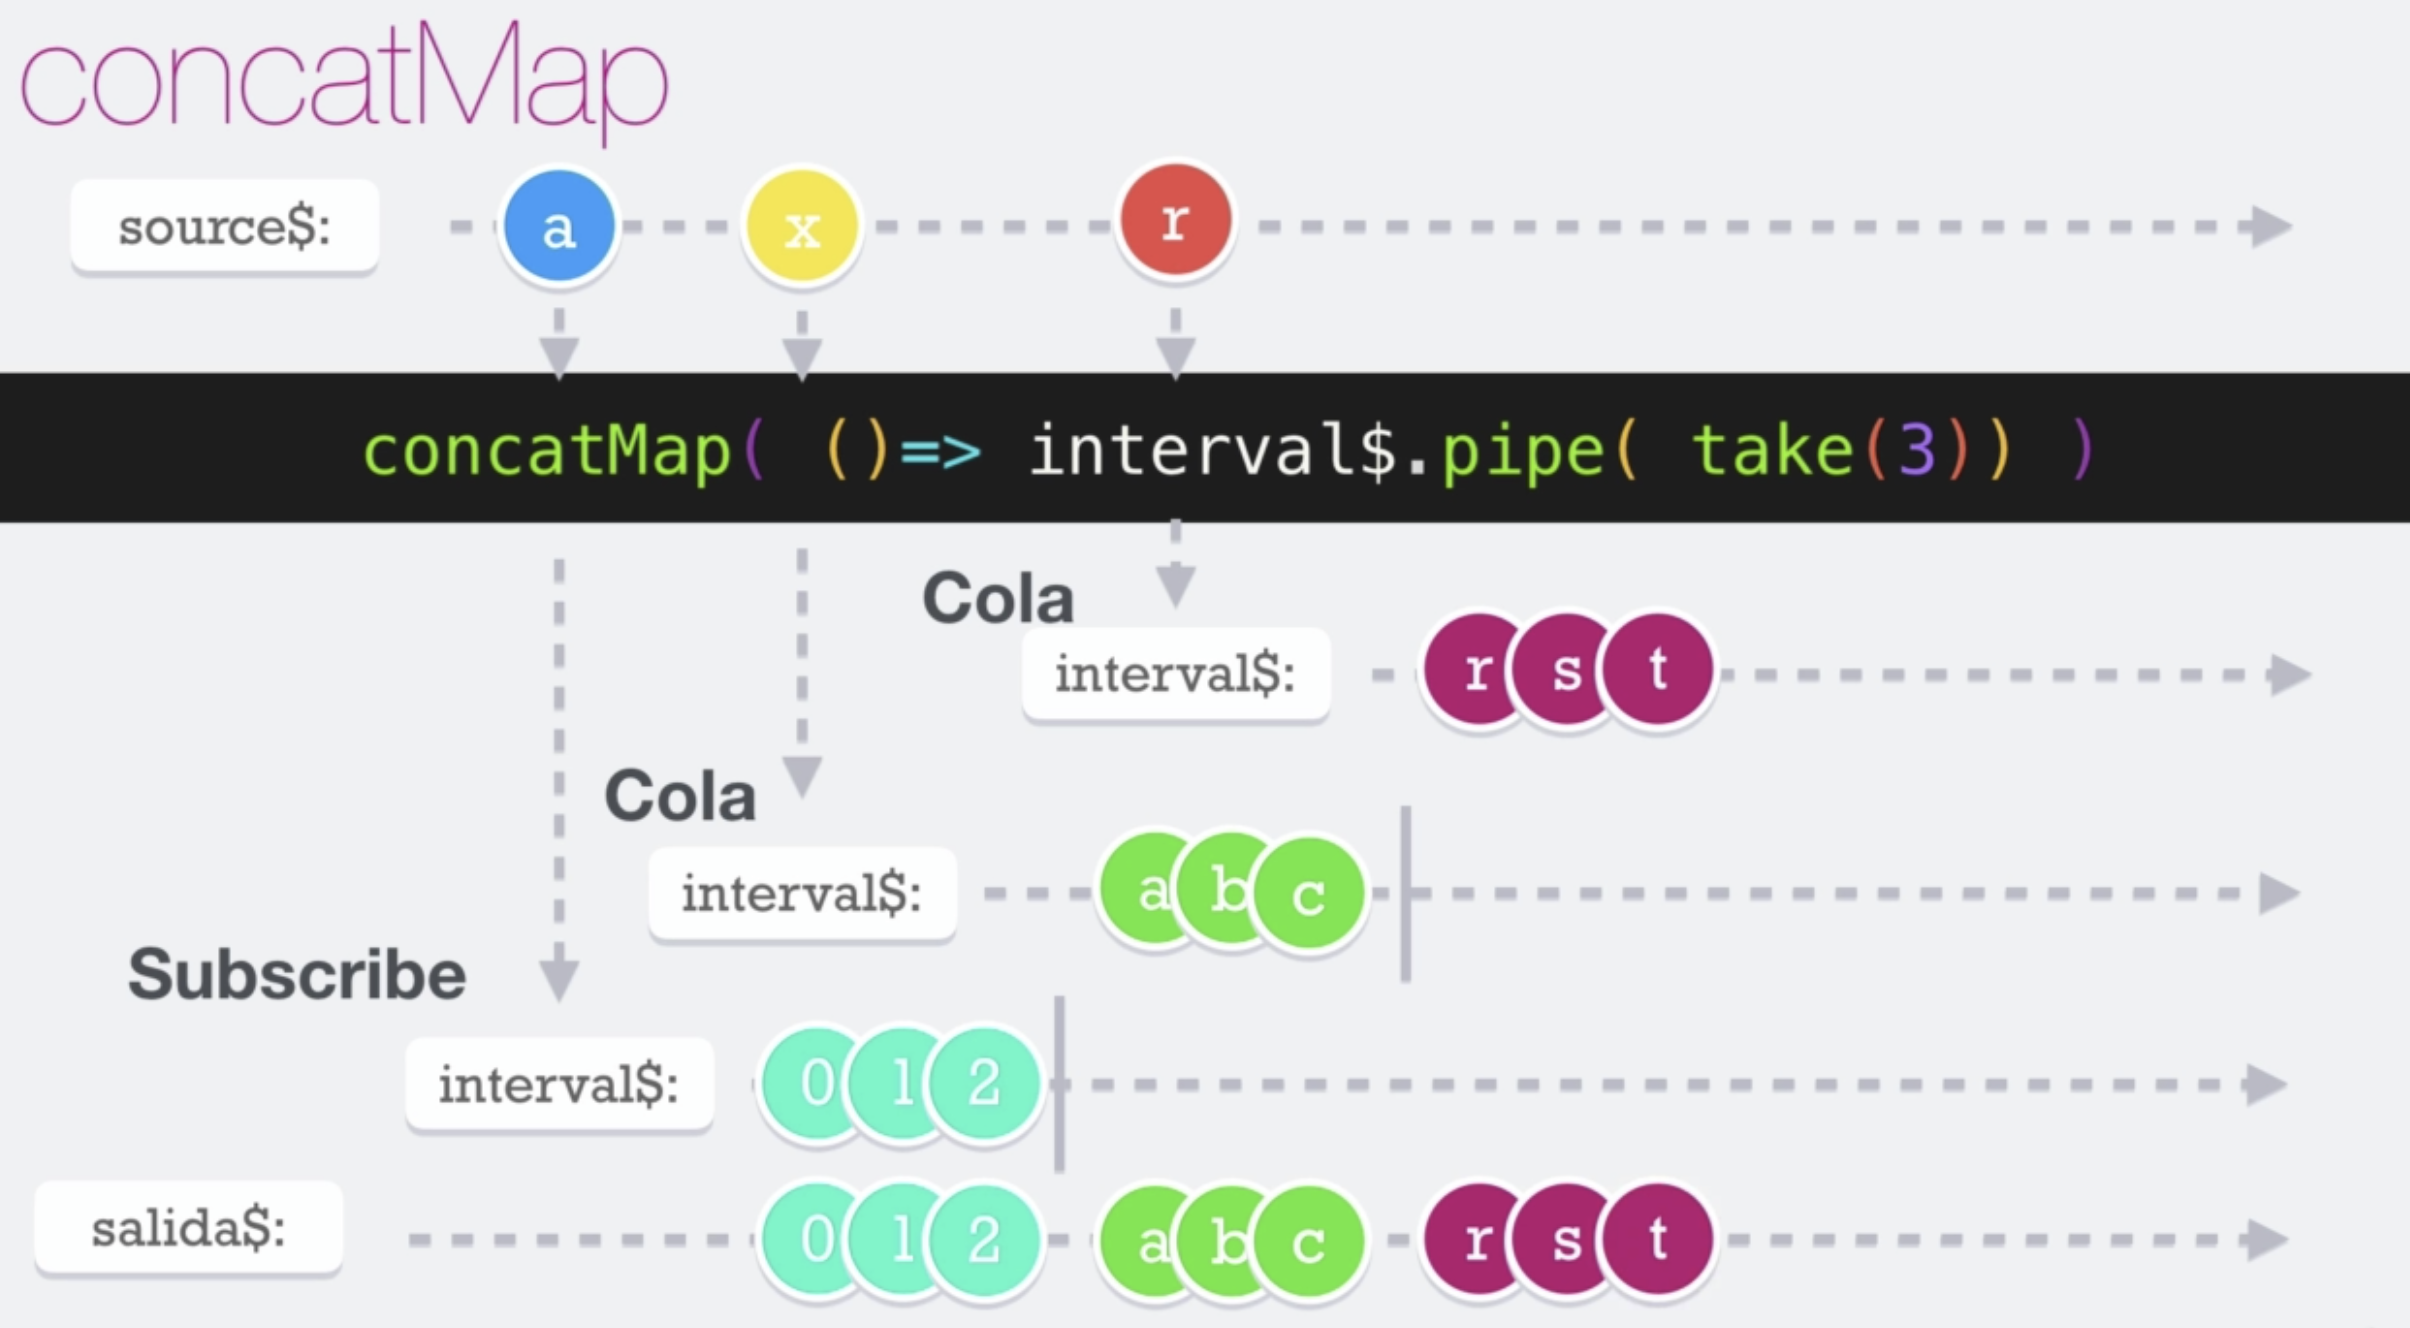 concatMap
source$: a x r
concatMap( ()=> interval$.pipe( take(3)) )
Cola
interval$: r s t
Cola
interval$: a b c
Subscribe
interval$: 0 1 2
salida$: 0 1 2 a b c r s t